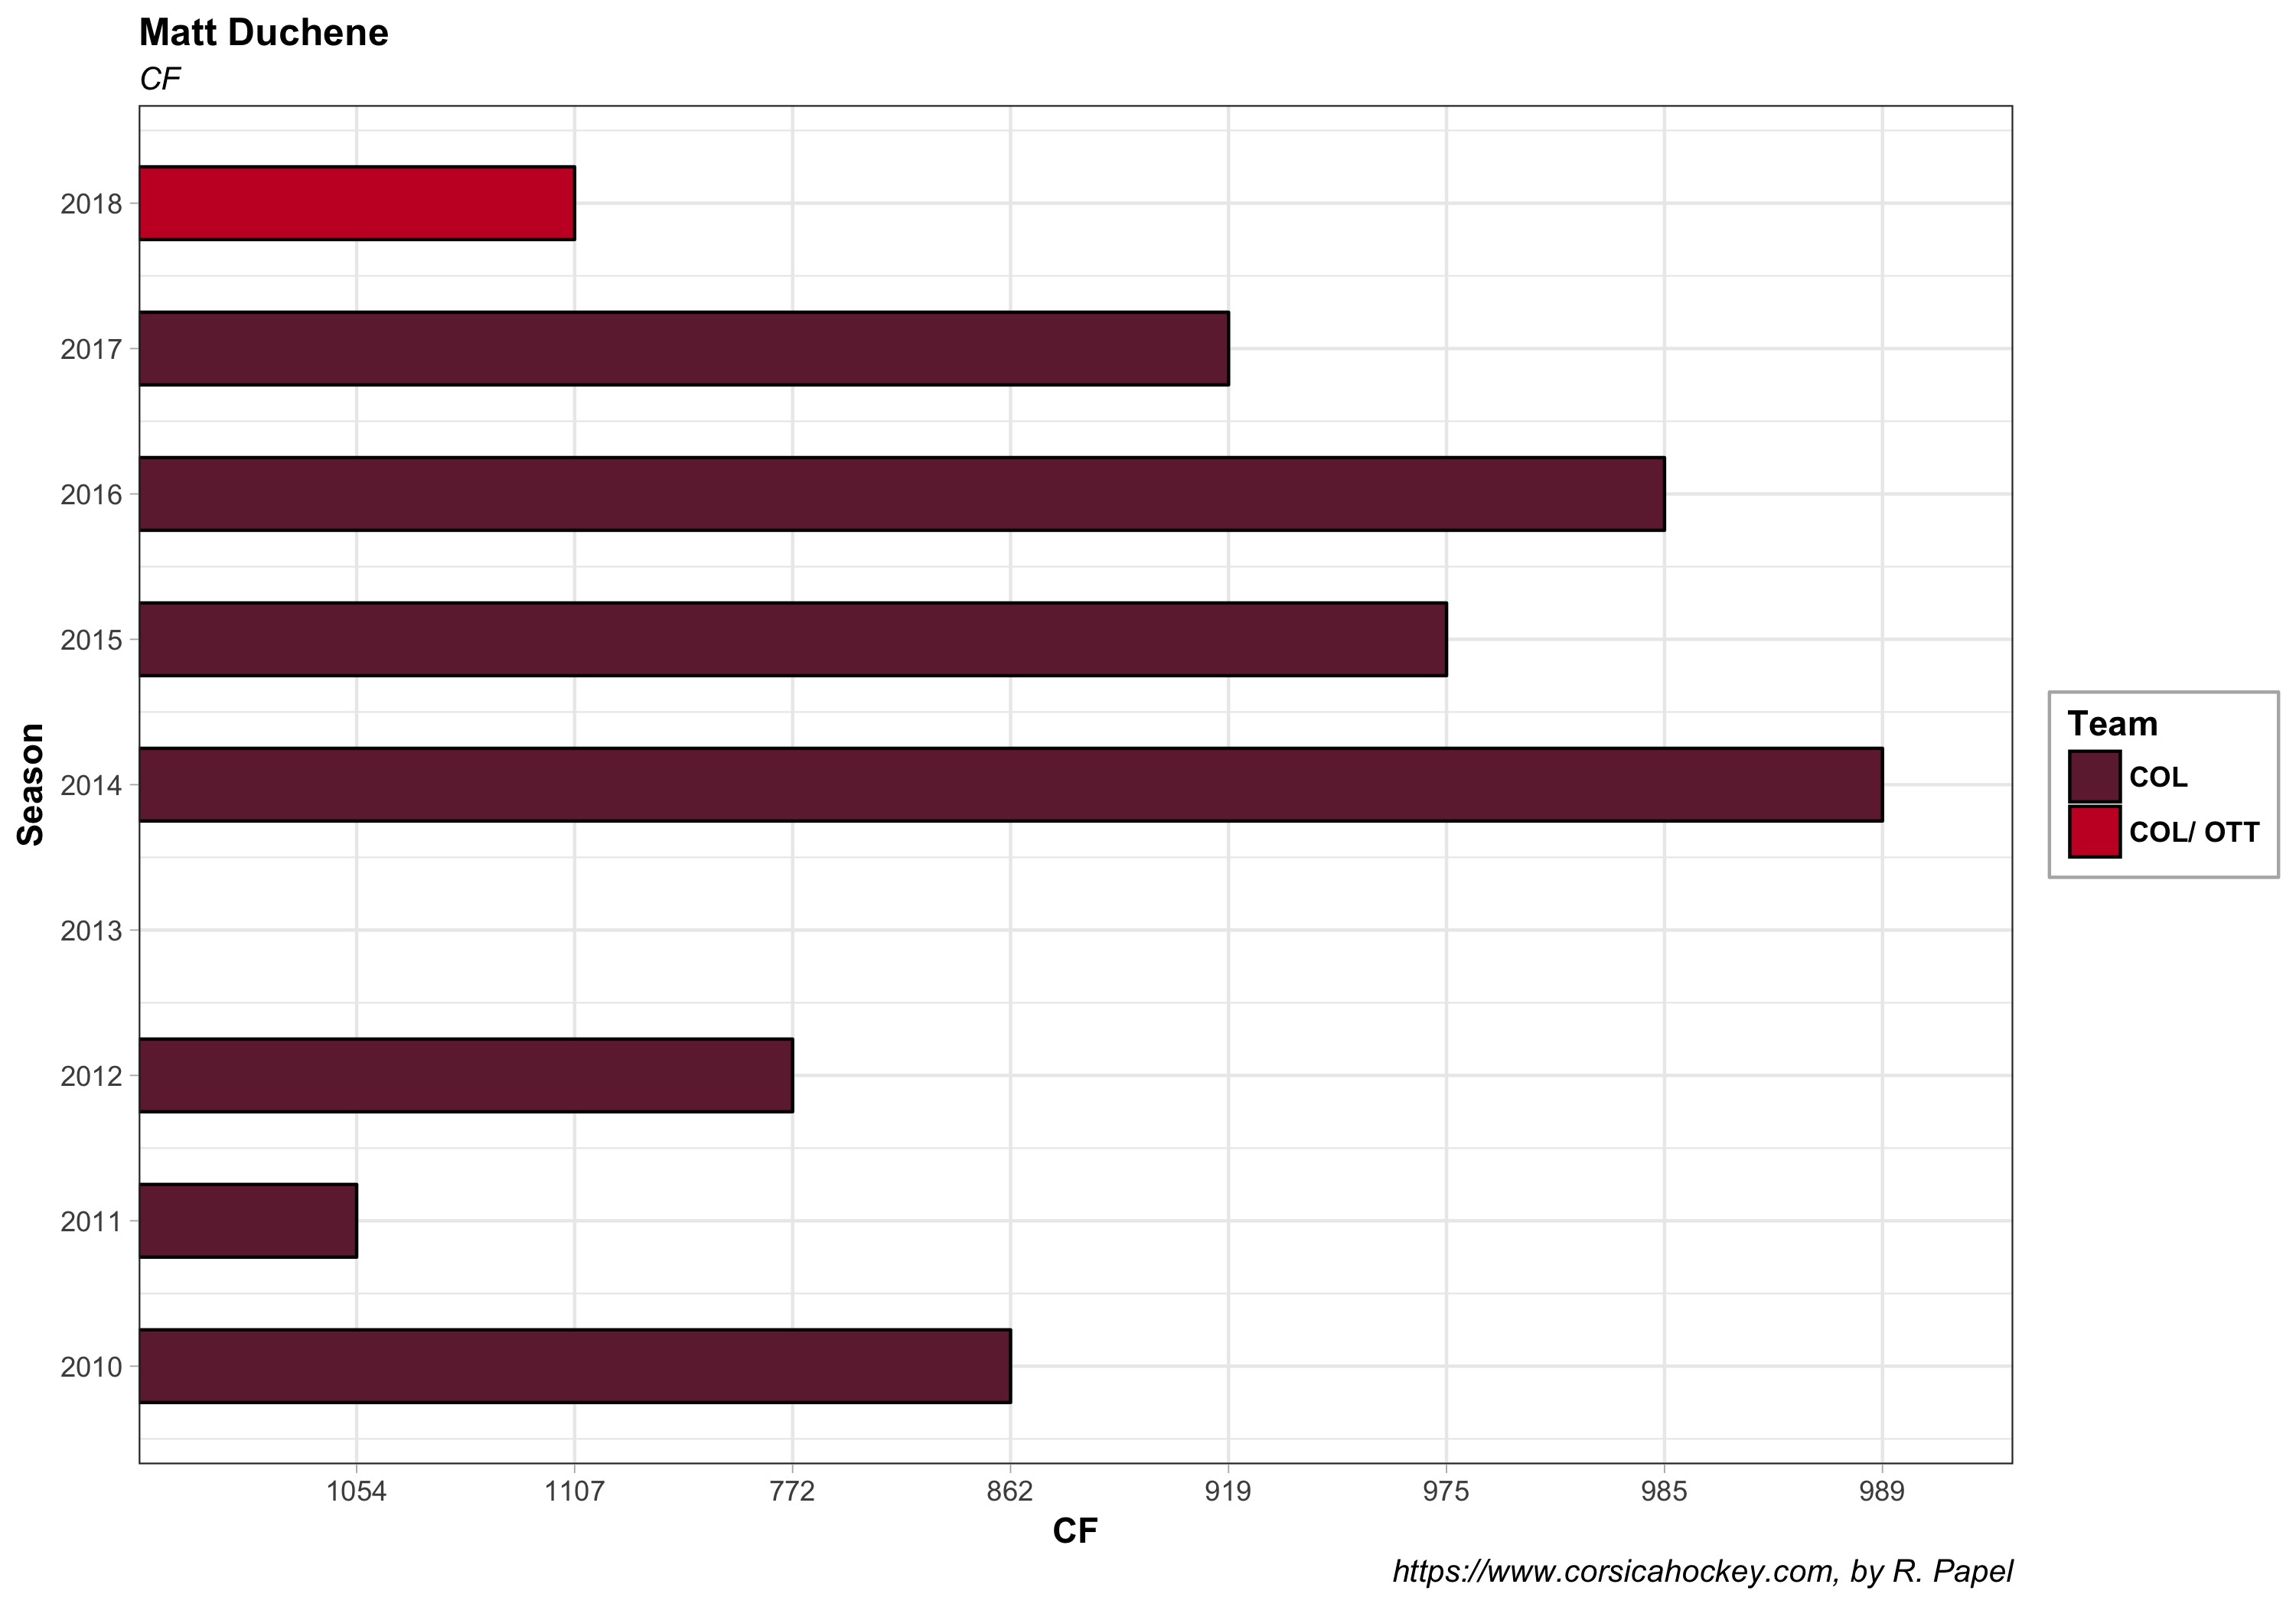 Matt Duchene
CF
2018
2017
2016
2015
2014
2013
2012
2011
2010
Season
1054 1107 772 862 919 975 985 989
CF
Team
COL
COL/ OTT
https://www.corsicahockey.com, by R. Papel